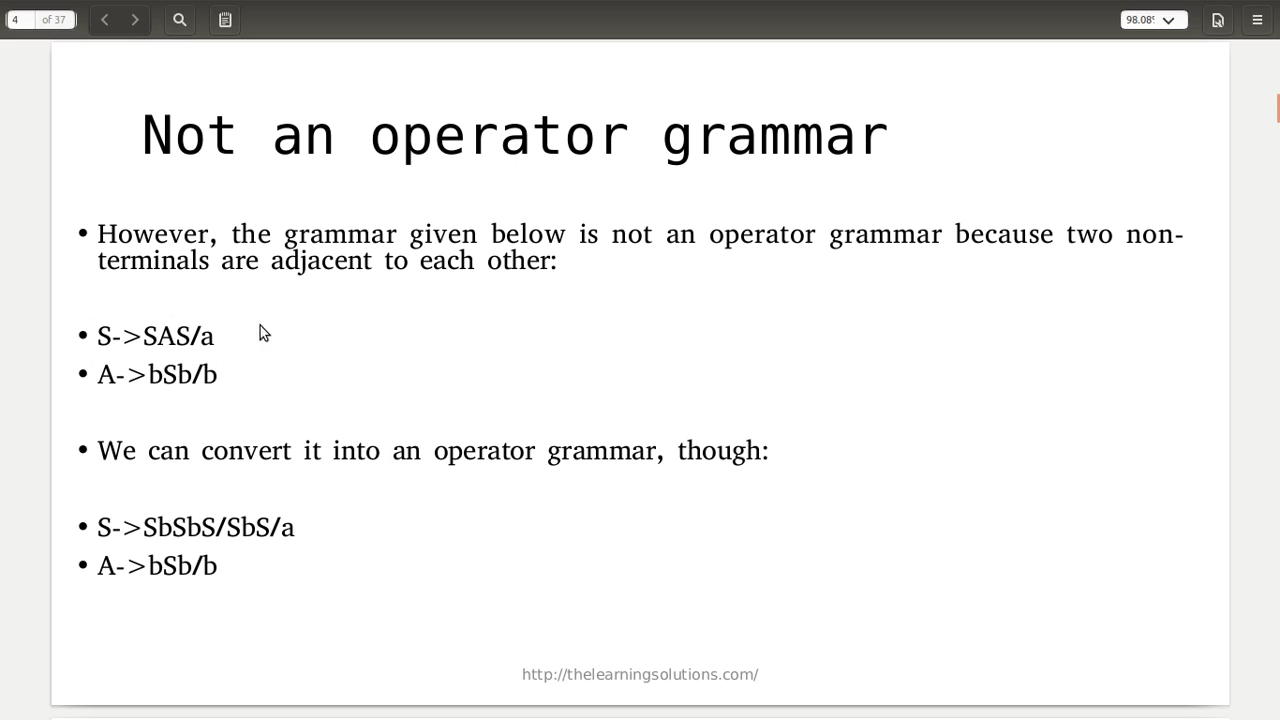 4 of 37 98.08%
Not an operator grammar
• However, the grammar given below is not an operator grammar because two non-
terminals are adjacent to each other:
• S->SAS/a
• A->bSb/b
• We can convert it into an operator grammar, though:
• S->SbSbS/SbS/a
• A->bSb/b
http://thelearningsolutions.com/